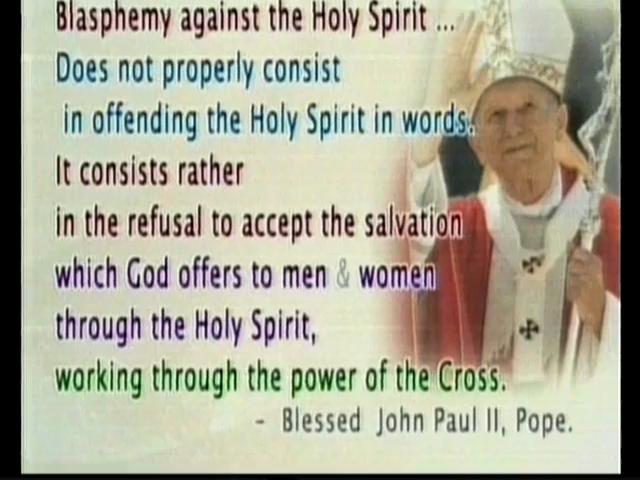 Blasphemy against the Holy Spirit ...
Does not properly consist
in offending the Holy Spirit in words.
It consists rather
in the refusal to accept the salvation
which God offers to men & women
through the Holy Spirit,
working through the power of the Cross.
- Blessed John Paul II, Pope.